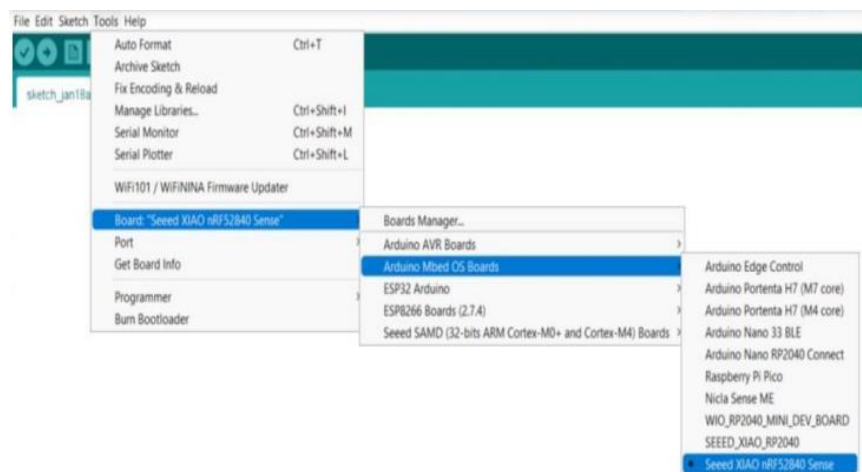 File Edit Sketch Tools Help
sketch_jan18a
Auto Format Ctrl+T
Archive Sketch
Fix Encoding & Reload
Manage Libraries... Ctrl+Shift+I
Serial Monitor Ctrl+Shift+M
Serial Plotter Ctrl+Shift+L
WiFi101 / WiFiNINA Firmware Updater
Board: "Seeed XIAO nRF52840 Sense"
Port
Get Board Info
Programmer
Burn Bootloader
Boards Manager...
Arduino AVR Boards
Arduino Mbed OS Boards
ESP32 Arduino
ESP8266 Boards (2.7.4)
Seeed SAMD (32-bits ARM Cortex-M0+ and Cortex-M4) Boards
Arduino Edge Control
Arduino Portenta H7 (M7 core)
Arduino Portenta H7 (M4 core)
Arduino Nano 33 BLE
Arduino Nano RP2040 Connect
Raspberry Pi Pico
Nicla Sense ME
WIO_RP2040_MINI_DEV_BOARD
SEEED_XIAO_RP2040
Seeed XIAO nRF52840 Sense